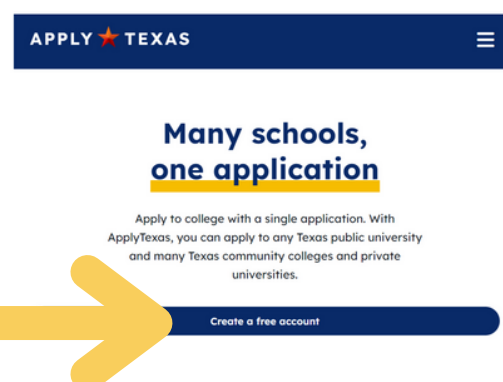 APPLY TEXAS
Many schools,
one application
Apply to college with a single application. With
ApplyTexas, you can apply to any Texas public university
and many Texas community colleges and private
universities.
Create a free account